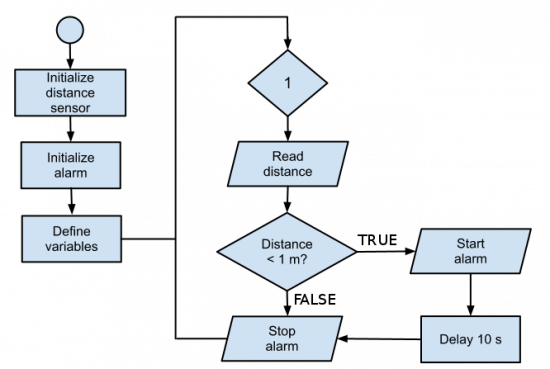 Initialize
distance
sensor
Initialize
alarm
Define
variables
1
Read
distance
Distance
< 1 m?
TRUE
FALSE
Start
alarm
Delay 10 s
Stop
alarm